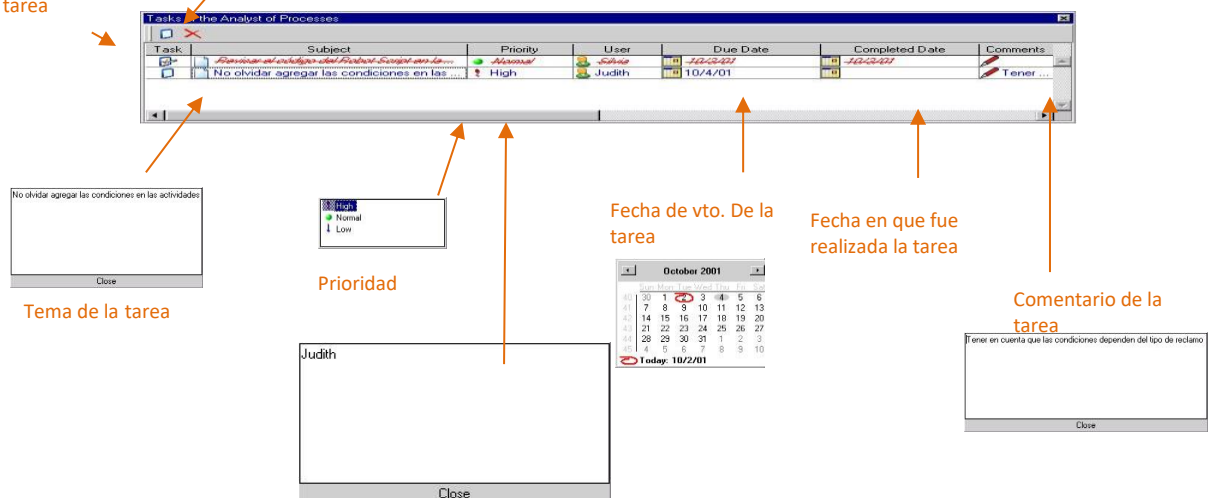 tarea
Tasks of the Analyst of Processes
Task Subject Priority User Due Date Completed Date Comments
Revisar el código del Robot Script en la... Normal Silvia 10/2/01 10/2/01
No olvidar agregar las condiciones en las ... High Judith 10/4/01 Tener ...
No olvidar agregar las condiciones en las actividades
Close
Tema de la tarea
High
Normal
Low
Prioridad
Judith
Close
Fecha de vto. De la
tarea
October 2001
Sun Mon Tue Wed Thu Fri Sat
40 30 1 2 3 4 5 6
41 7 8 9 10 11 12 13
42 14 15 16 17 18 19 20
43 21 22 23 24 25 26 27
44 28 29 30 31 1 2 3
45 4 5 6 7 8 9 10
Today: 10/2/01
Fecha en que fue
realizada la tarea
Comentario de la
tarea
Tener en cuenta que las condiciones dependen del tipo de reclamo
Close